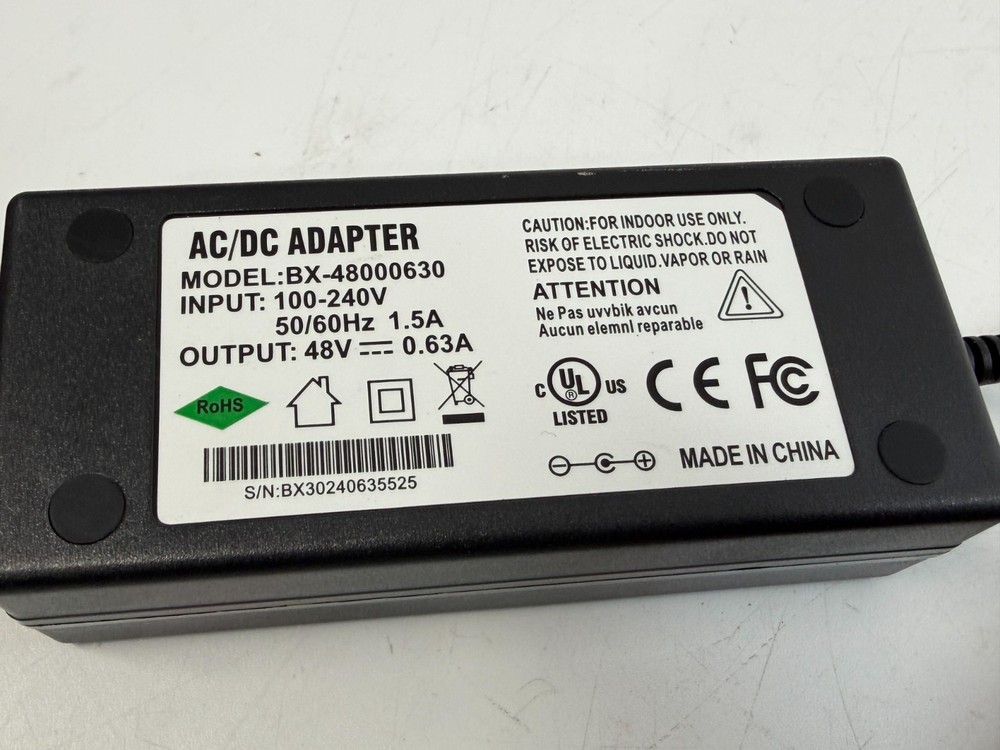 AC/DC ADAPTER
MODEL:BX-48000630
INPUT: 100-240V
50/60Hz 1.5A
OUTPUT: 48V ⎓ 0.63A
RoHS
S/N:BX30240635525
CAUTION:FOR INDOOR USE ONLY.
RISK OF ELECTRIC SHOCK.DO NOT
EXPOSE TO LIQUID.VAPOR OR RAIN
ATTENTION
Ne Pas uvvbik avcun
Aucun elemnl reparable
!
C UL ® US CE FC
LISTED
MADE IN CHINA